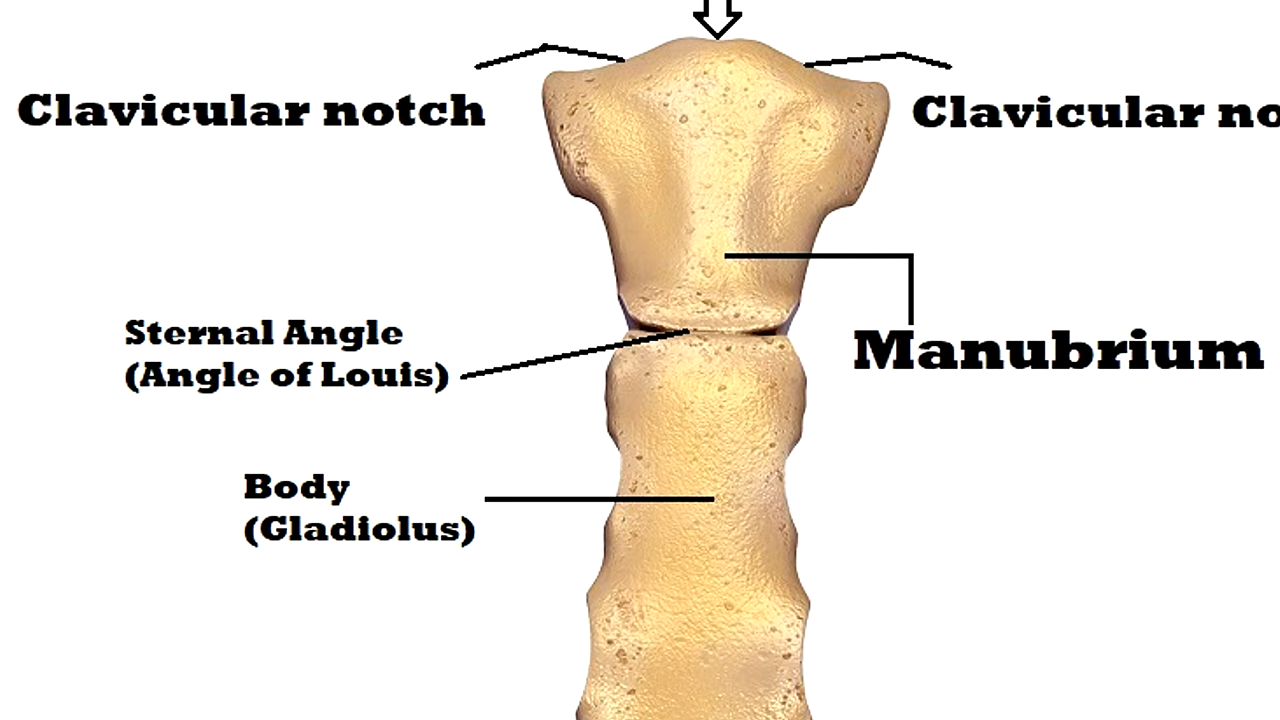 Clavicular notch
Clavicular no
Sternal Angle
(Angle of Louis)
Manubrium
Body
(Gladiolus)